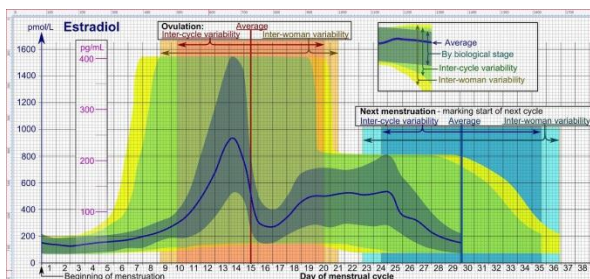 pmol/L Estradiol
Ovulation: Average
Inter-cycle variability Inter-woman variability
pg/mL
1600
1400
1200
1000
800
600
400
200
0
400
300
200
100
Average
By biological stage
Inter-cycle variability
Inter-woman variability
Next menstruation - marking start of next cycle
Inter-cycle variability Average Inter-woman variability
1 2 3 4 5 6 7 8 9 10 11 12 13 14 15 16 17 18 19 20 21 22 23 24 25 26 27 28 29 30 31 32 33 34 35 36 37 38
Beginning of menstruation Day of menstrual cycle